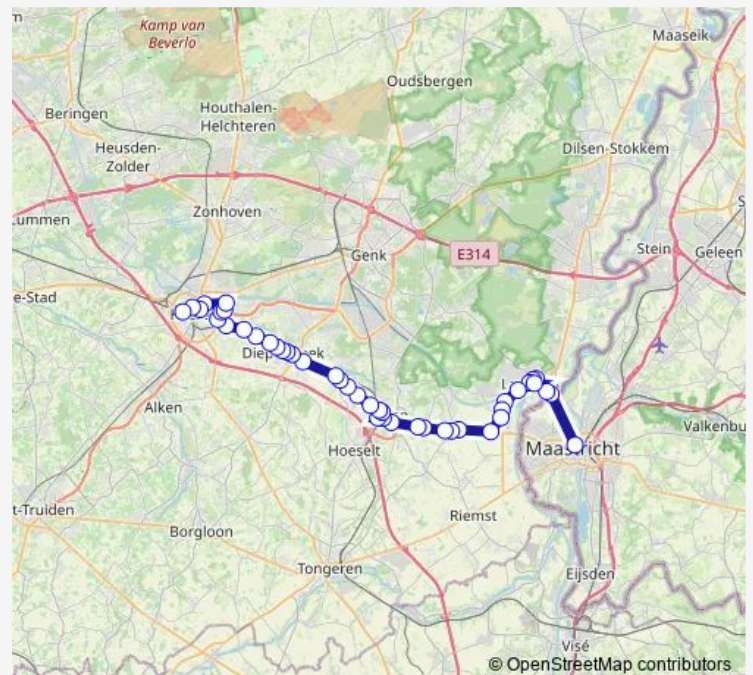 Kamp van
Beverlo
Maaseik
Oudsbergen
Beringen
Houthalen-
Helchteren
Heusden-
Zolder
Dilsen-Stokkem
Zonhoven
Genk
E314
Stein
Geleen
Alken
Hoeselt
Maastricht
Valkenbu
t-Truiden
Riemst
Borgloon
Tongeren
Eijsden
Visé
© OpenStreetMap contributors